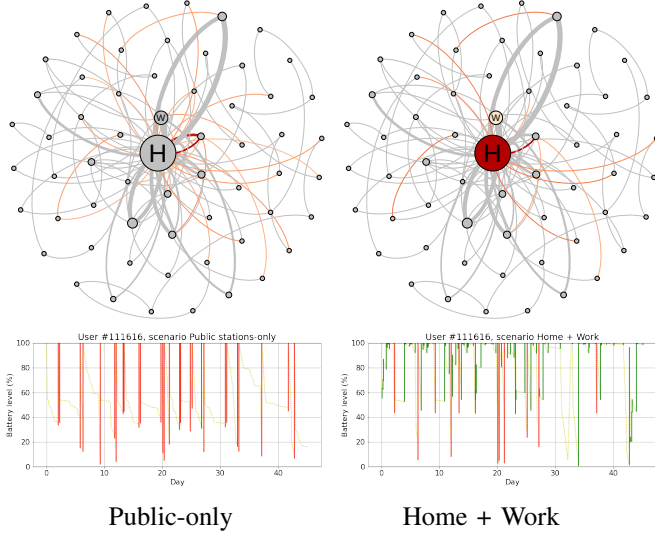 W
H
W
H
User #111616, scenario Public stations-only
Battery level (%)
100
80
60
40
20
0
0
10
20
30
40
Day
User #111616, scenario Home + Work
Battery level (%)
100
80
60
40
20
0
0
10
20
30
40
Day
Public-only
Home + Work